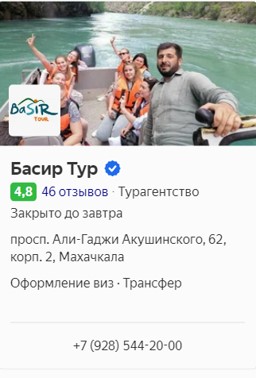 BaSiR
TOUR
Басир Тур
4,8 46 отзывов · Турагентство
Закрыто до завтра
просп. Али-Гаджи Акушинского, 62,
корп. 2, Махачкала
Оформление виз · Трансфер
+7 (928) 544-20-00